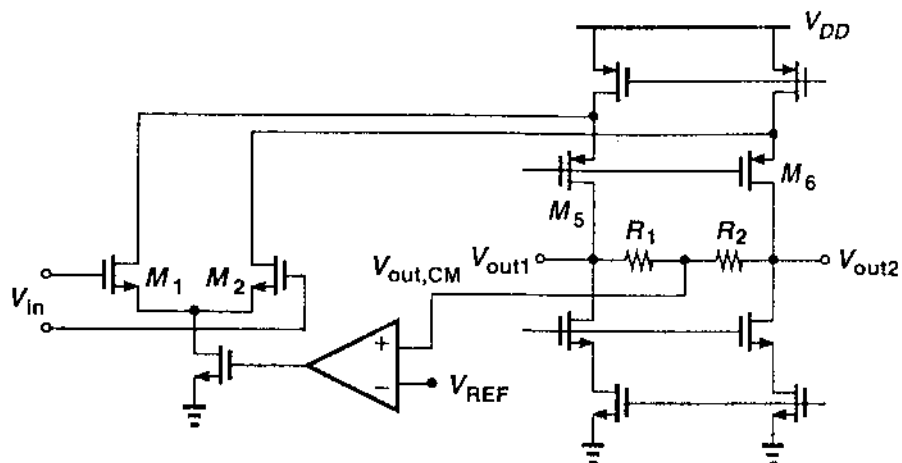 V_DD
M_6
M_5
R_1
R_2
V_out,CM
V_out1
V_out2
M_1
M_2
V_in
+
−
V_REF